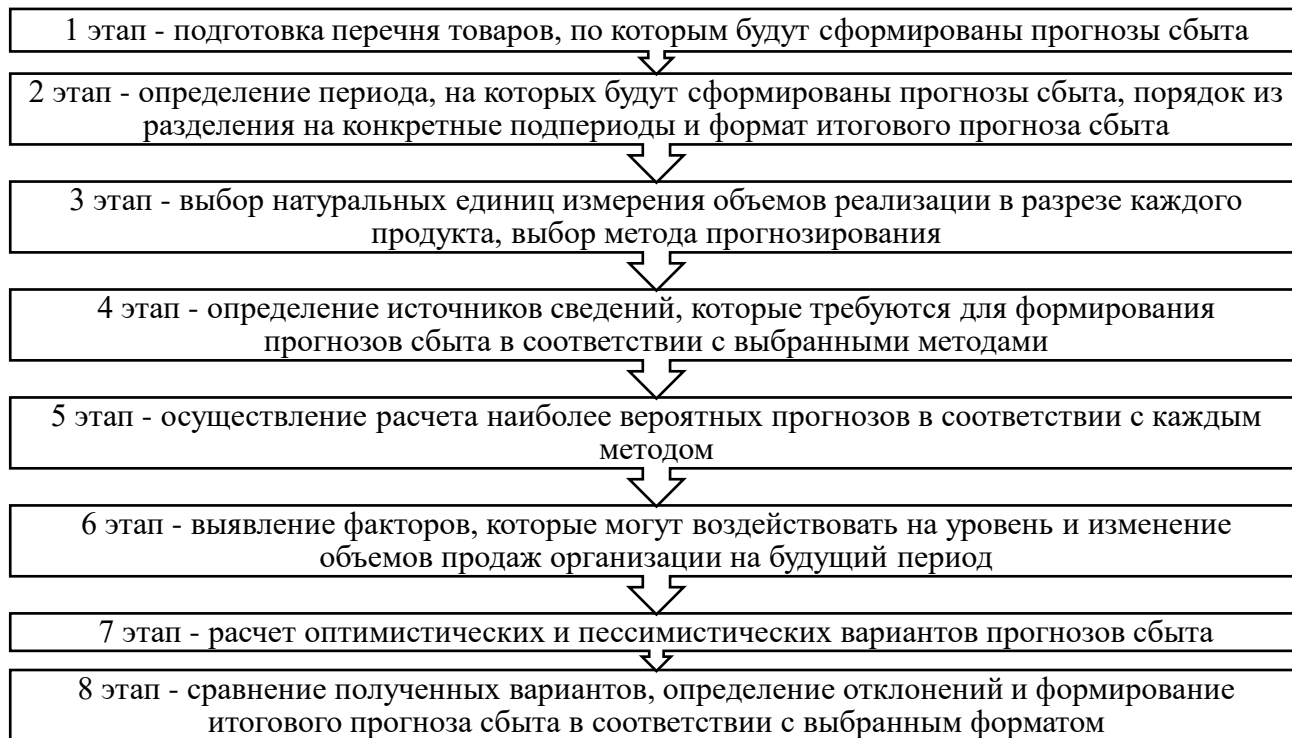 1 этап - подготовка перечня товаров, по которым будут сформированы прогнозы сбыта
2 этап - определение периода, на которых будут сформированы прогнозы сбыта, порядок из
разделения на конкретные подпериоды и формат итогового прогноза сбыта
3 этап - выбор натуральных единиц измерения объемов реализации в разрезе каждого
продукта, выбор метода прогнозирования
4 этап - определение источников сведений, которые требуются для формирования
прогнозов сбыта в соответствии с выбранными методами
5 этап - осуществление расчета наиболее вероятных прогнозов в соответствии с каждым
методом
6 этап - выявление факторов, которые могут воздействовать на уровень и изменение
объемов продаж организации на будущий период
7 этап - расчет оптимистических и пессимистических вариантов прогнозов сбыта
8 этап - сравнение полученных вариантов, определение отклонений и формирование
итогового прогноза сбыта в соответствии с выбранным форматом